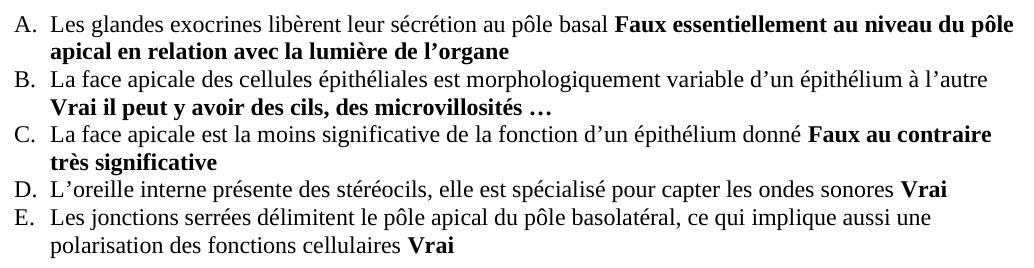 A. Les glandes exocrines libèrent leur sécrétion au pôle basal Faux essentiellement au niveau du pôle
apical en relation avec la lumière de l’organe
B. La face apicale des cellules épithéliales est morphologiquement variable d’un épithélium à l’autre
Vrai il peut y avoir des cils, des microvillosités …
C. La face apicale est la moins significative de la fonction d’un épithélium donné Faux au contraire
très significative
D. L’oreille interne présente des stéréocils, elle est spécialisé pour capter les ondes sonores Vrai
E. Les jonctions serrées délimitent le pôle apical du pôle basolatéral, ce qui implique aussi une
polarisation des fonctions cellulaires Vrai